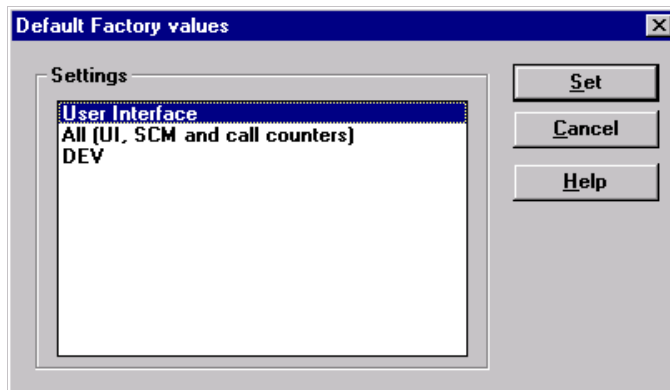 Default Factory values
Settings
User Interface
All (UI, SCM and call counters)
DEV
Set
Cancel
Help